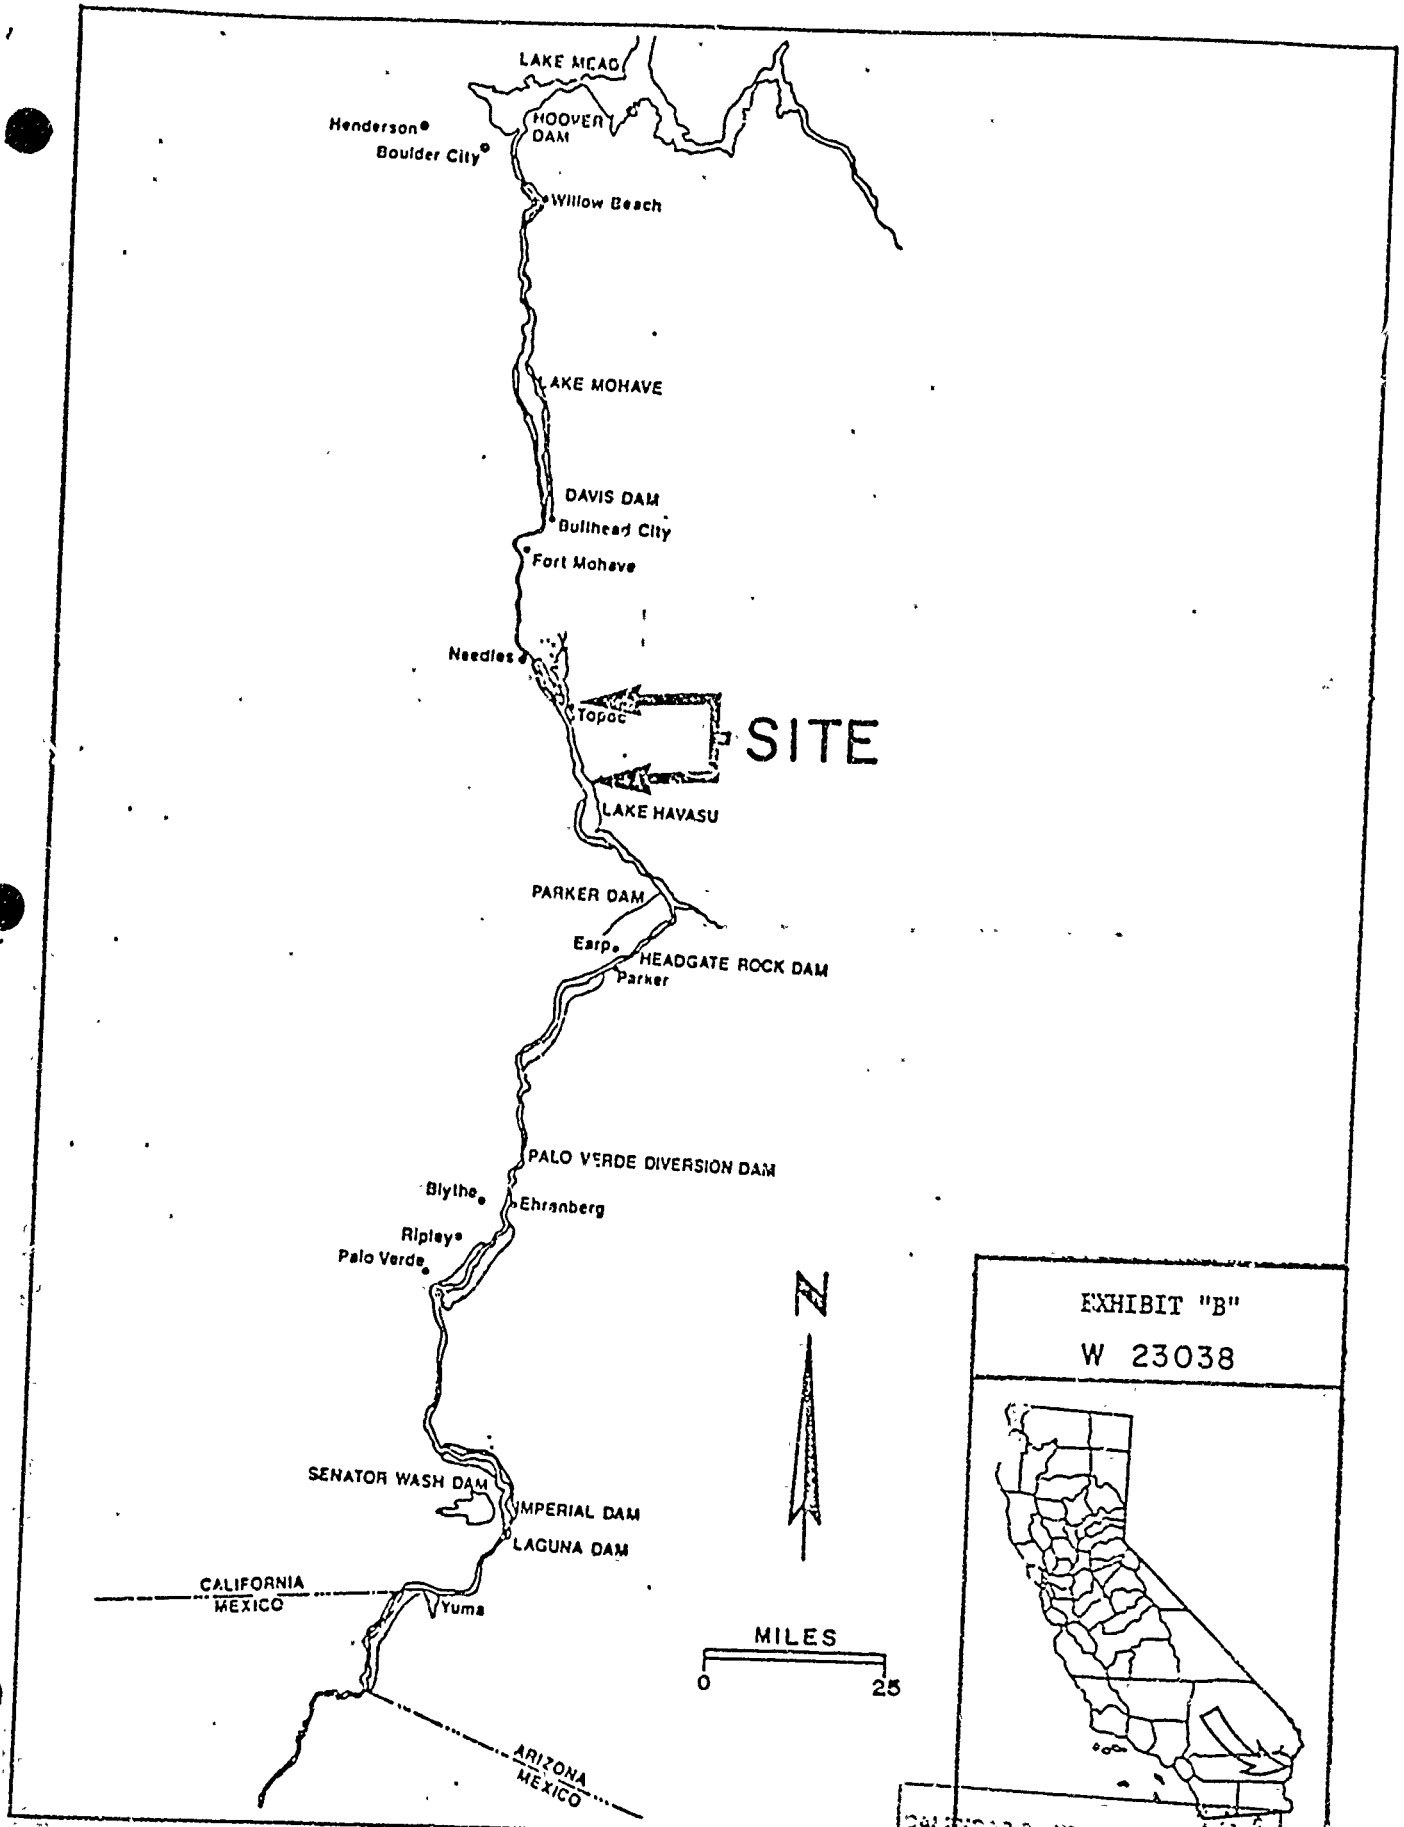 LAKE MEAD
HOOVER
DAM
Henderson
Boulder City
Willow Beach
LAKE MOHAVE
DAVIS DAM
Bullhead City
Fort Mohave
Needles
Topoc
SITE
LAKE HAVASU
PARKER DAM
Earp
HEADGATE ROCK DAM
Parker
PALO VERDE DIVERSION DAM
Blythe
Ehrenberg
Ripley
Palo Verde
N
EXHIBIT "B"
W 23038
SENATOR WASH DAM
IMPERIAL DAM
LAGUNA DAM
CALIFORNIA
MEXICO
Yuma
MILES
0 25
ARIZONA
MEXICO